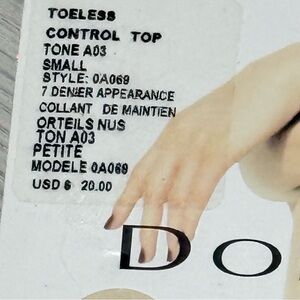 TOELESS
CONTROL TOP
TONE A03
SMALL
STYLE: 0A069
7 DENIER APPEARANCE
COLLANT DE MAINTIEN
ORTEILS NUS
TON A03
PETITE
MODELE 0A069
USD $ 20.00
DO